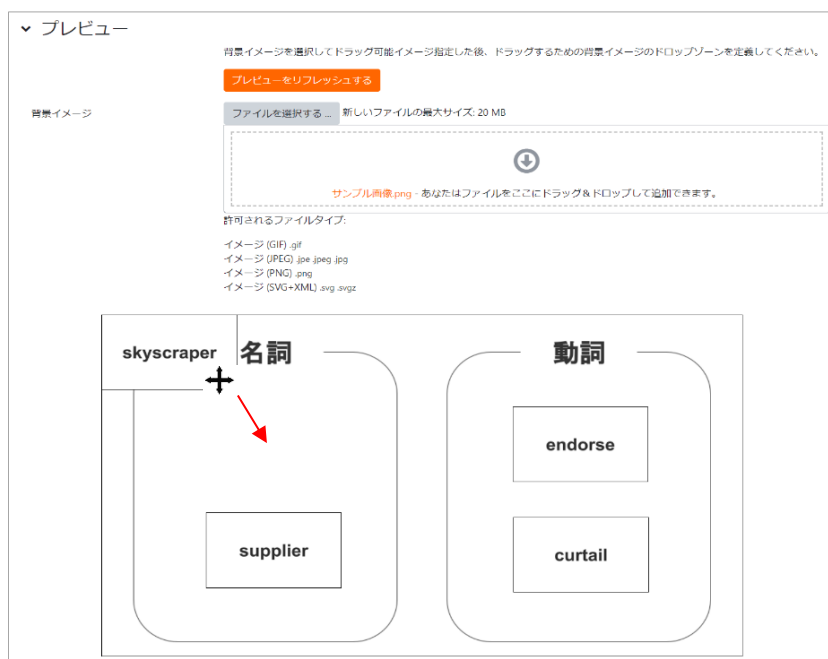 プレビュー
背景イメージを選択してドラッグ可能イメージ指定した後、ドラッグするための背景イメージのドロップゾーンを定義してください。
プレビューをリフレッシュする
背景イメージ
ファイルを選択する ...
新しいファイルの最大サイズ: 20 MB
サンプル画像.png - あなたはファイルをここにドラッグ&ドロップして追加できます。
許可されるファイルタイプ:
イメージ (GIF) .gif
イメージ (JPEG) .jpe .jpeg .jpg
イメージ (PNG) .png
イメージ (SVG+XML) .svg .svgz
skyscraper
名詞
動詞
endorse
supplier
curtail